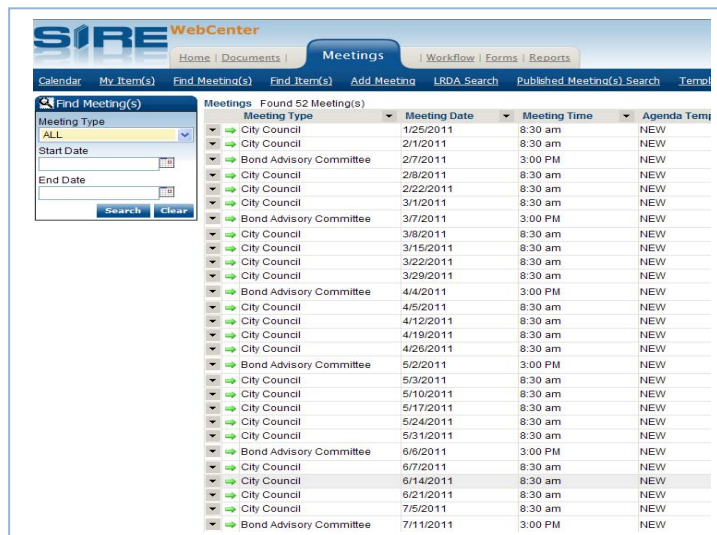 SIRE WebCenter
Home | Documents | Meetings | Workflow | Forms | Reports
Calendar My Item(s) Find Meeting(s) Find Item(s) Add Meeting LRDA Search Published Meeting(s) Search Templ
Find Meeting(s)
Meeting Type
ALL
Start Date
End Date
Search Clear
Meetings Found 52 Meeting(s)
Meeting Type Meeting Date Meeting Time Agenda Temp
City Council 1/25/2011 8:30 am NEW
City Council 2/1/2011 8:30 am NEW
Bond Advisory Committee 2/7/2011 3:00 PM NEW
City Council 2/8/2011 8:30 am NEW
City Council 2/22/2011 8:30 am NEW
City Council 3/1/2011 8:30 am NEW
Bond Advisory Committee 3/7/2011 3:00 PM NEW
City Council 3/8/2011 8:30 am NEW
City Council 3/15/2011 8:30 am NEW
City Council 3/22/2011 8:30 am NEW
City Council 3/29/2011 8:30 am NEW
Bond Advisory Committee 4/4/2011 3:00 PM NEW
City Council 4/5/2011 8:30 am NEW
City Council 4/12/2011 8:30 am NEW
City Council 4/19/2011 8:30 am NEW
City Council 4/26/2011 8:30 am NEW
Bond Advisory Committee 5/2/2011 3:00 PM NEW
City Council 5/3/2011 8:30 am NEW
City Council 5/10/2011 8:30 am NEW
City Council 5/17/2011 8:30 am NEW
City Council 5/24/2011 8:30 am NEW
City Council 5/31/2011 8:30 am NEW
Bond Advisory Committee 6/6/2011 3:00 PM NEW
City Council 6/7/2011 8:30 am NEW
City Council 6/14/2011 8:30 am NEW
City Council 6/21/2011 8:30 am NEW
City Council 7/5/2011 8:30 am NEW
Bond Advisory Committee 7/11/2011 3:00 PM NEW